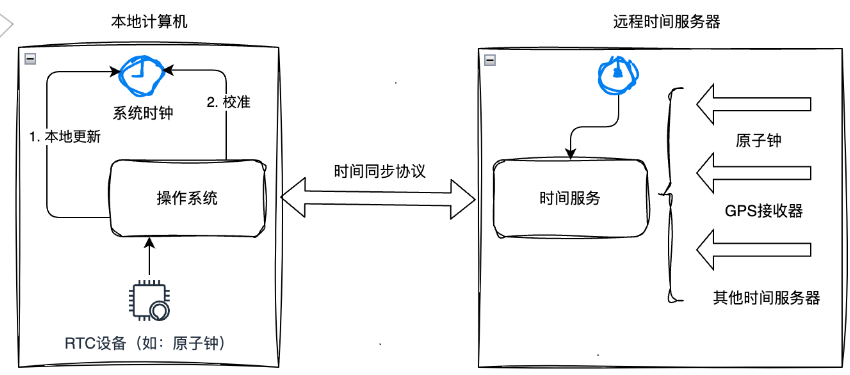 本地计算机
远程时间服务器
系统时钟
2. 校准
1. 本地更新
操作系统
RTC设备（如：原子钟）
时间同步协议
时间服务
原子钟
GPS接收器
其他时间服务器